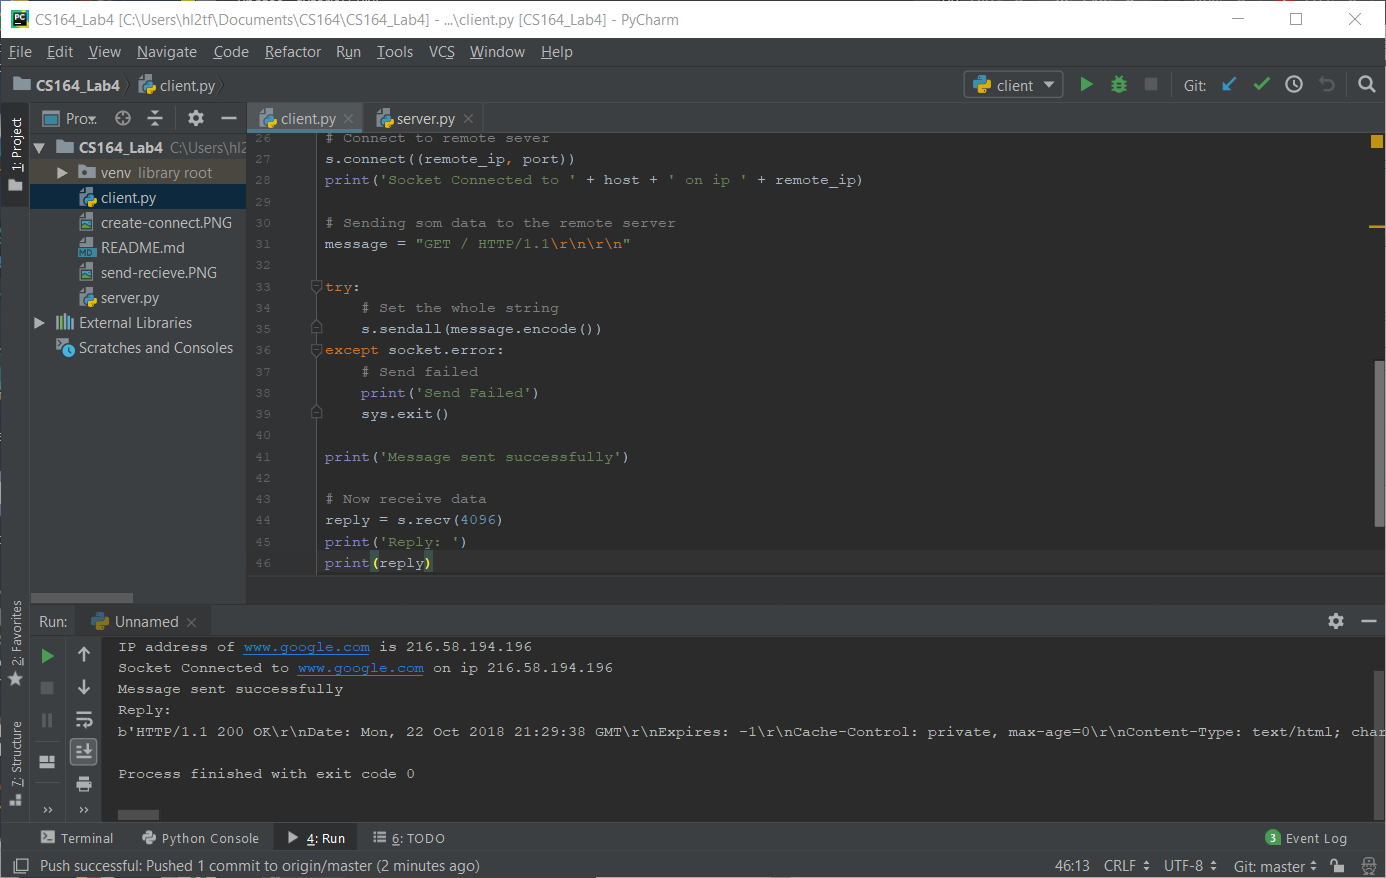 CS164_Lab4 [C:\Users\hl2tf\Documents\CS164\CS164_Lab4] - ...\client.py [CS164_Lab4] - PyCharm
File Edit View Navigate Code Refactor Run Tools VCS Window Help
CS164_Lab4 client.py client Git:
1: Project
Pro client.py server.py
CS164_Lab4 C:\Users\hl2
venv library root
client.py
create-connect.PNG
README.md
send-recieve.PNG
server.py
External Libraries
Scratches and Consoles
26 # Connect to remote sever
27 s.connect((remote_ip, port))
28 print('Socket Connected to ' + host + ' on ip ' + remote_ip)
29
30 # Sending som data to the remote server
31 message = "GET / HTTP/1.1\r\n\r\n"
32
33 try:
34     # Set the whole string
35     s.sendall(message.encode())
36 except socket.error:
37     # Send failed
38     print('Send Failed')
39     sys.exit()
40
41 print('Message sent successfully')
42
43 # Now receive data
44 reply = s.recv(4096)
45 print('Reply: ')
46 print(reply)
2: Favorites
7: Structure
Run: Unnamed
IP address of www.google.com is 216.58.194.196
Socket Connected to www.google.com on ip 216.58.194.196
Message sent successfully
Reply:
b'HTTP/1.1 200 OK\r\nDate: Mon, 22 Oct 2018 21:29:38 GMT\r\nExpires: -1\r\nCache-Control: private, max-age=0\r\nContent-Type: text/html; char
Process finished with exit code 0
Terminal Python Console 4: Run 6: TODO 3 Event Log
Push successful: Pushed 1 commit to origin/master (2 minutes ago) 46:13 CRLF UTF-8 Git: master